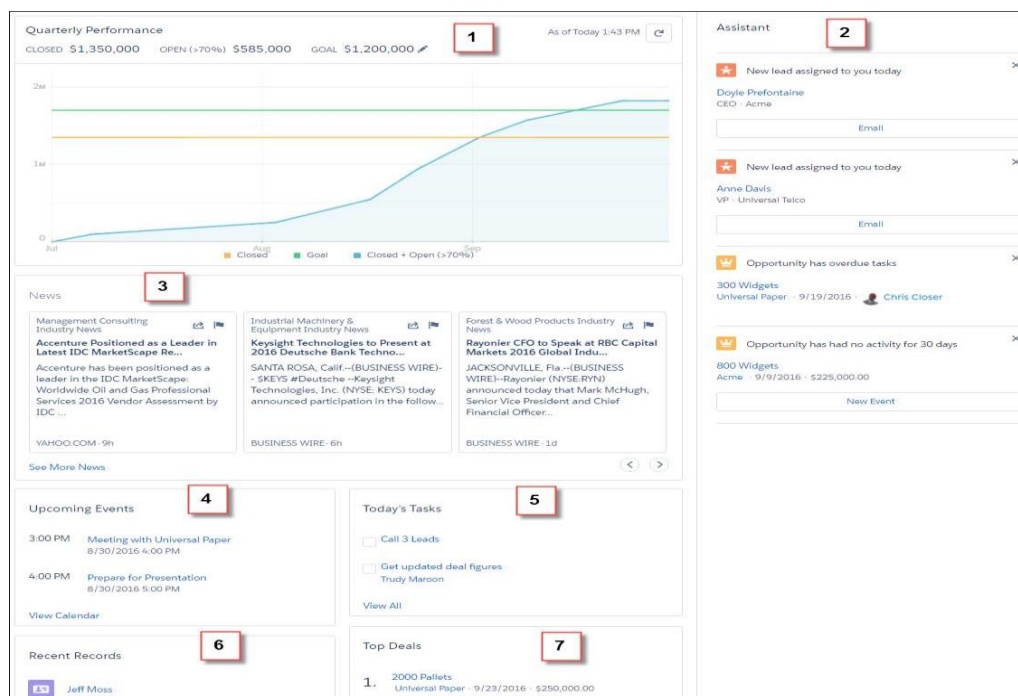 Quarterly Performance
CLOSED $1,350,000 OPEN (>70%) $585,000 GOAL $1,200,000
1
As of Today 1:43 PM
2M
1M
0
Jul Aug Sep
Closed Goal Closed + Open (>70%)
Assistant
2
New lead assigned to you today
Doyle Prefontaine
CEO · Acme
Email
New lead assigned to you today
Anne Davis
VP · Universal Telco
Email
Opportunity has overdue tasks
300 Widgets
Universal Paper · 9/19/2016 · Chris Closer
Opportunity has had no activity for 30 days
800 Widgets
Acme · 9/9/2016 · $225,000.00
New Event
3
News
Management Consulting
Industry News
Accenture Positioned as a Leader in
Latest IDC MarketScape Re...
Accenture has been positioned as a
leader in the IDC MarketScape:
Worldwide Oil and Gas Professional
Services 2016 Vendor Assessment by
IDC ...
YAHOO.COM · 9h
Industrial Machinery &
Equipment Industry News
Keysight Technologies to Present at
2016 Deutsche Bank Techno...
SANTA ROSA, Calif.--(BUSINESS WIRE)-
- $KEYS #Deutsche --Keysight
Technologies, Inc. (NYSE: KEYS) today
announced participation in the follow...
BUSINESS WIRE · 6h
Forest & Wood Products Industry
News
Rayonier CFO to Speak at RBC Capital
Markets 2016 Global Indu...
JACKSONVILLE, Fla.--(BUSINESS
WIRE)--Rayonier (NYSE:RYN)
announced today that Mark McHugh,
Senior Vice President and Chief
Financial Officer...
BUSINESS WIRE · 1d
See More News
4
Upcoming Events
3:00 PM Meeting with Universal Paper
8/30/2016 4:00 PM
4:00 PM Prepare for Presentation
8/30/2016 5:00 PM
View Calendar
5
Today's Tasks
Call 3 Leads
Get updated deal figures
Trudy Maroon
View All
6
Recent Records
Jeff Moss
7
Top Deals
1. 2000 Pallets
Universal Paper · 9/23/2016 · $250,000.00